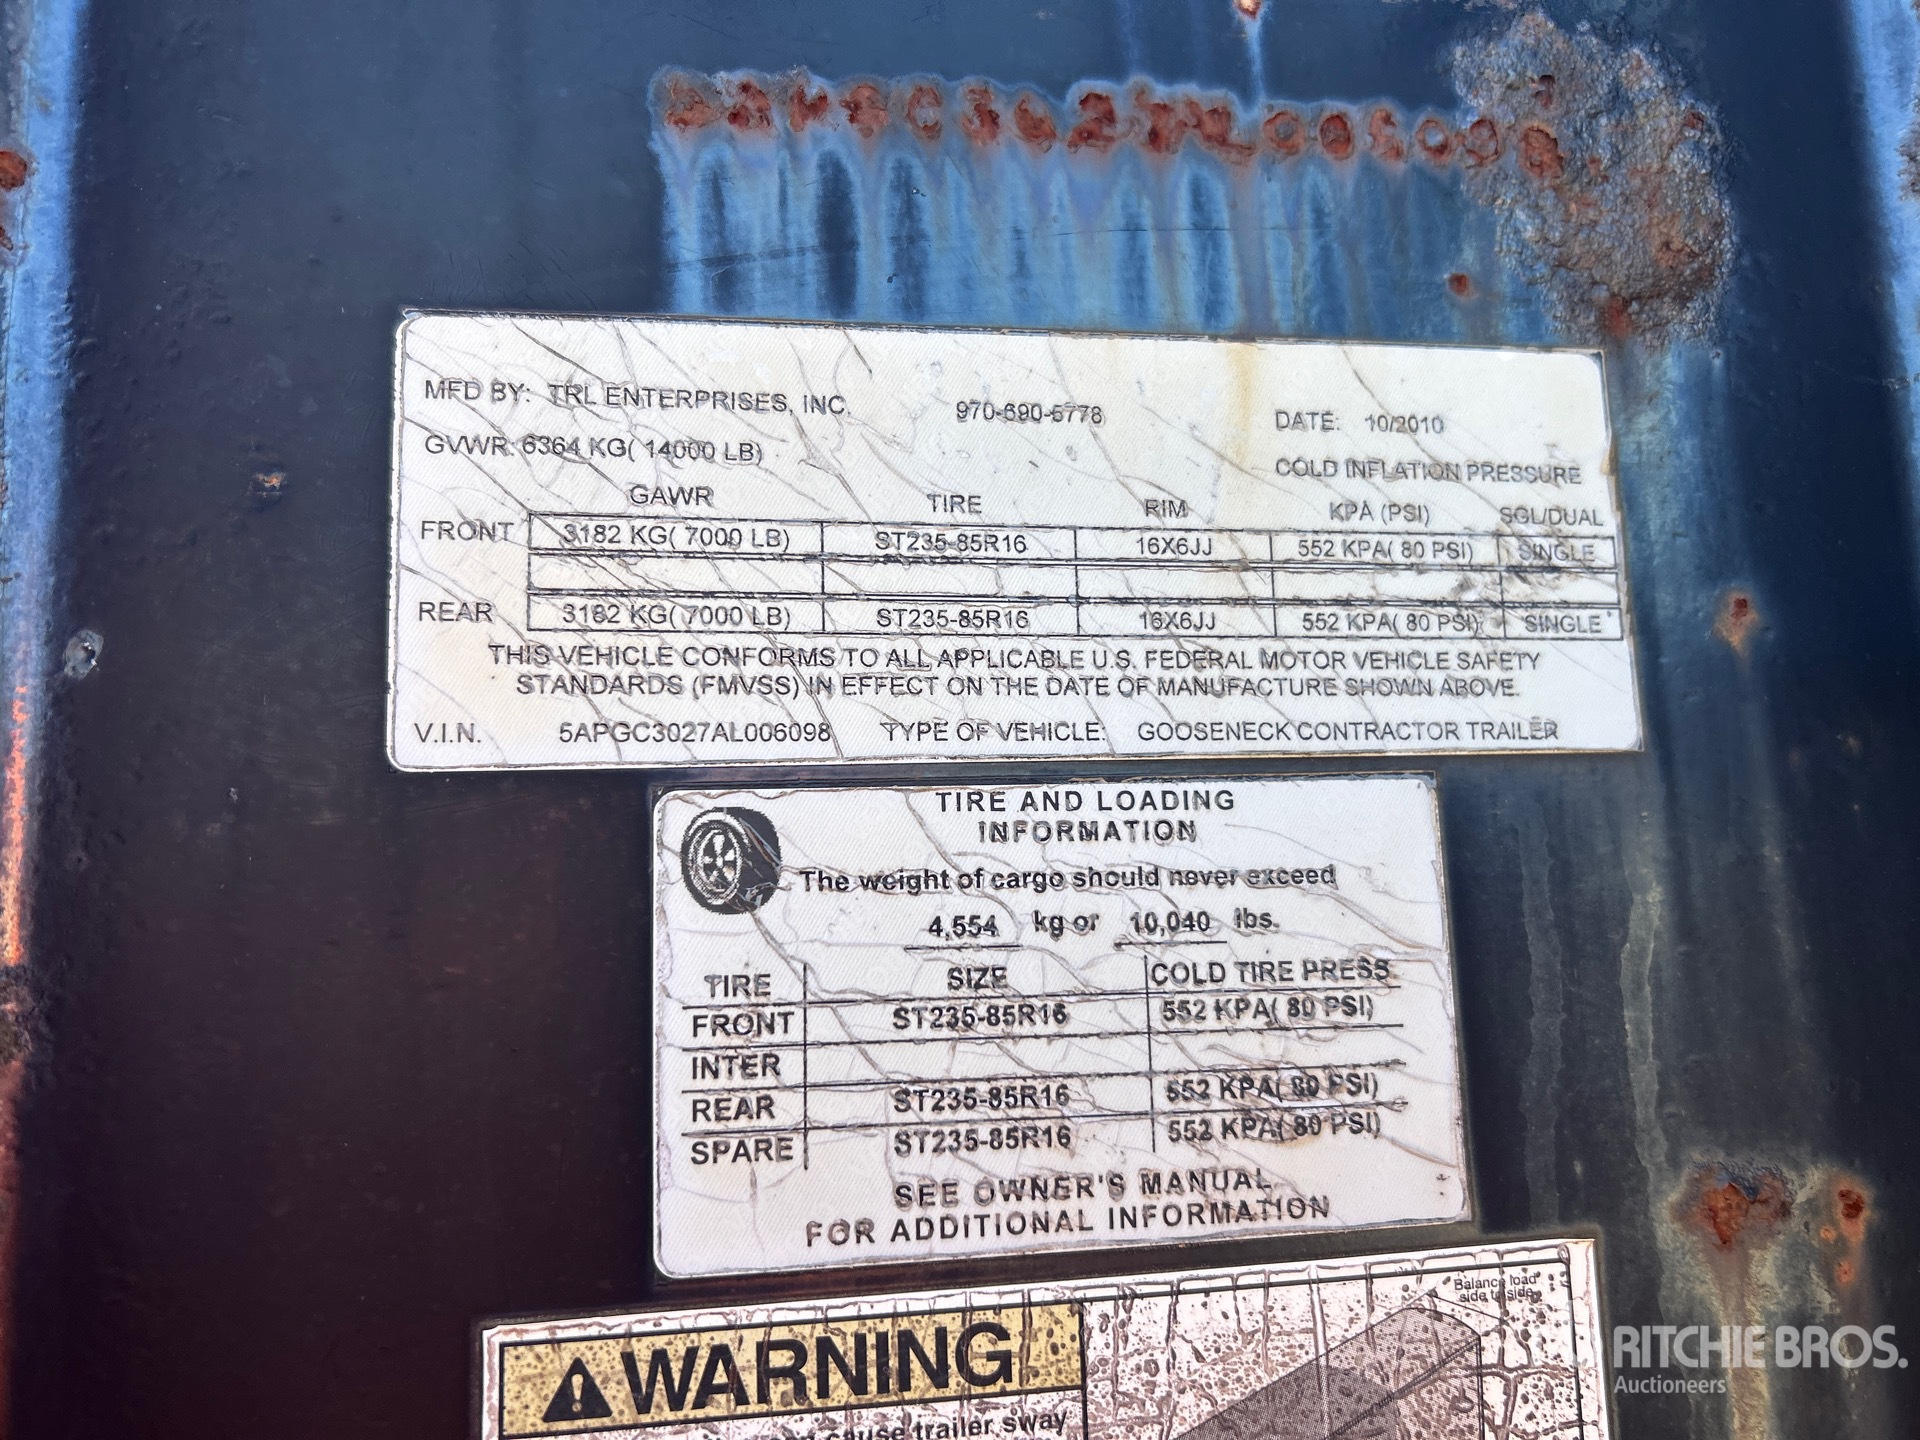 5APGC3027AL006098
MFD BY: TRL ENTERPRISES, INC. 970-690-5778 DATE: 10/2010
GVWR: 6364 KG( 14000 LB)
COLD INFLATION PRESSURE
GAWR TIRE RIM KPA (PSI) SGL/DUAL
FRONT 3182 KG( 7000 LB) ST235-85R16 16X6JJ 552 KPA( 80 PSI) SINGLE
REAR 3182 KG( 7000 LB) ST235-85R16 16X6JJ 552 KPA( 80 PSI) SINGLE
THIS VEHICLE CONFORMS TO ALL APPLICABLE U.S. FEDERAL MOTOR VEHICLE SAFETY
STANDARDS (FMVSS) IN EFFECT ON THE DATE OF MANUFACTURE SHOWN ABOVE.
V.I.N. 5APGC3027AL006098 TYPE OF VEHICLE: GOOSENECK CONTRACTOR TRAILER
TIRE AND LOADING
INFORMATION
The weight of cargo should never exceed
4,554 kg or 10,040 lbs.
TIRE SIZE COLD TIRE PRESS
FRONT ST235-85R16 552 KPA( 80 PSI)
INTER
REAR ST235-85R16 552 KPA( 80 PSI)
SPARE ST235-85R16 552 KPA( 80 PSI)
SEE OWNER'S MANUAL
FOR ADDITIONAL INFORMATION
Balance load
side to side
WARNING
cause trailer sway
RITCHIE BROS.
Auctioneers